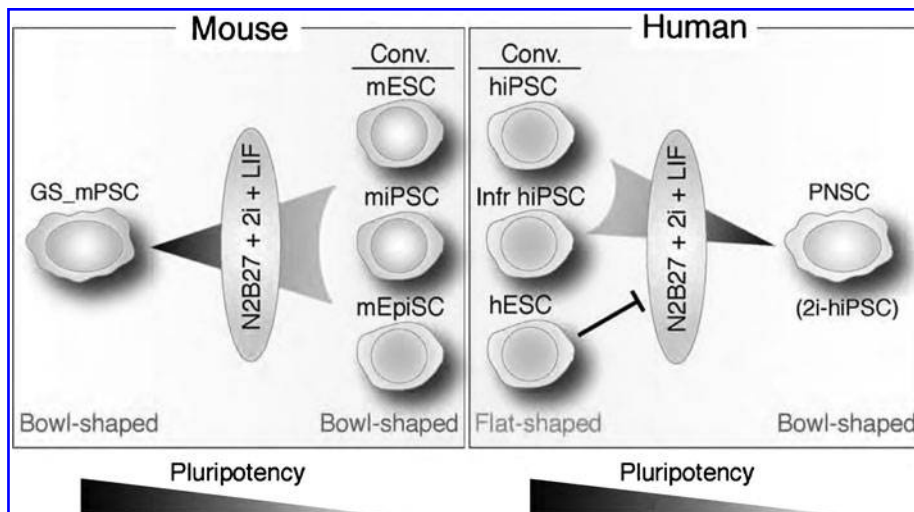 Mouse
Human
Conv.
mESC
GS_mPSC
N2B27 + 2i + LIF
miPSC
mEpiSC
Bowl-shaped
Bowl-shaped
Conv.
hiPSC
Infr hiPSC
N2B27 + 2i + LIF
PNSC
hESC
(2i-hiPSC)
Flat-shaped
Bowl-shaped
Pluripotency
Pluripotency